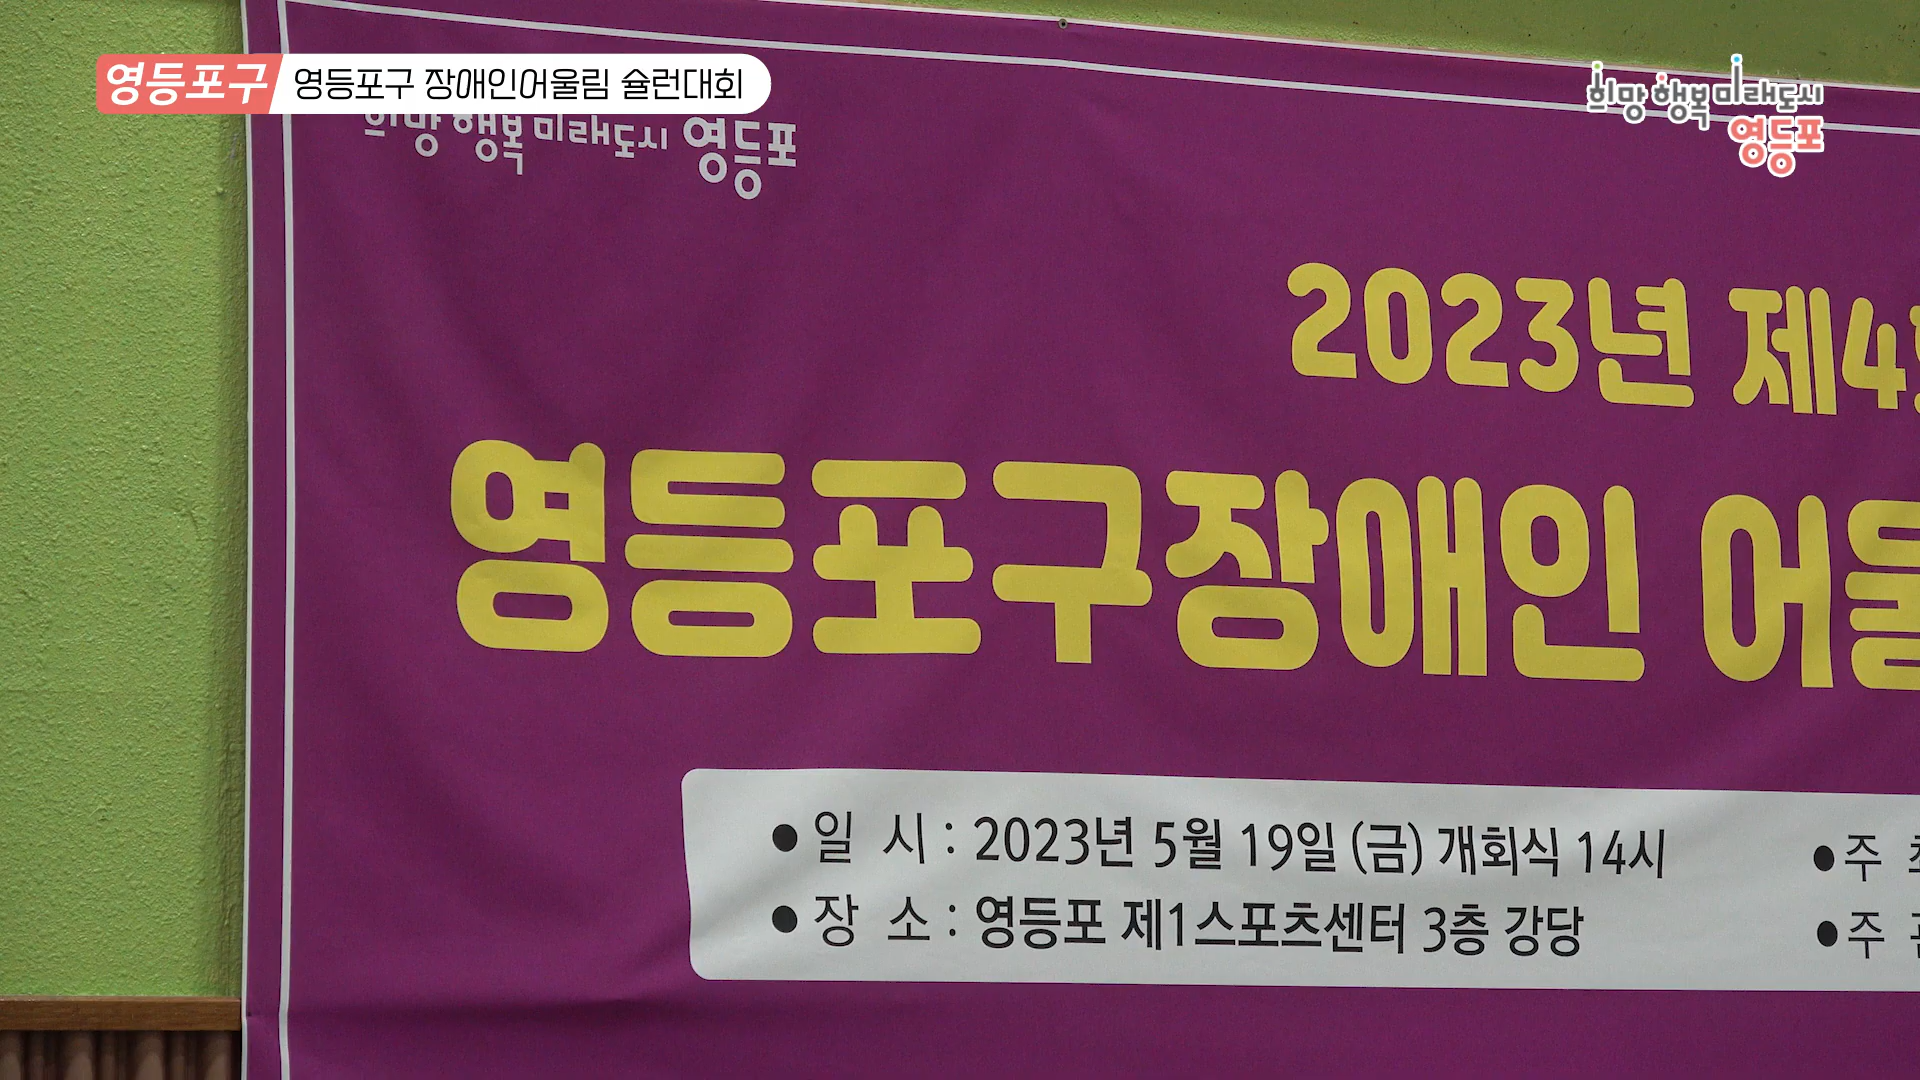 영등포구 영등포구 장애인어울림 슐런대회
희망 행복 미래도시
영등포
희망 행복 미래도시 영등포
2023년 제4
영등포구장애인 어울
● 일 시 : 2023년 5월 19일 (금) 개회식 14시
● 장 소 : 영등포 제1스포츠센터 3층 강당
● 주
● 주